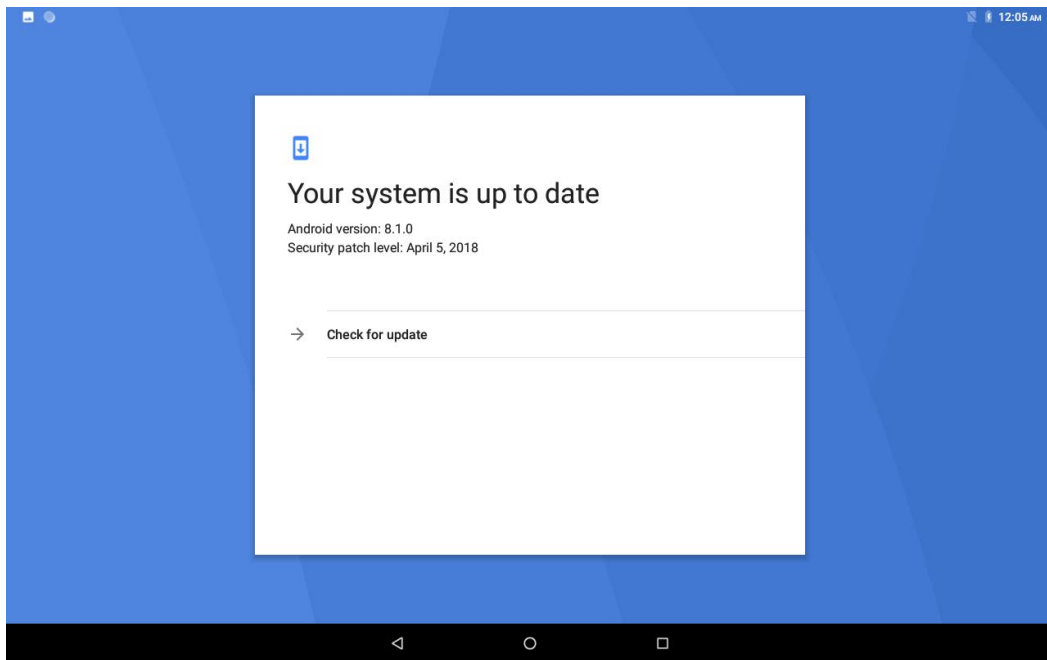 12:05 AM
Your system is up to date
Android version: 8.1.0
Security patch level: April 5, 2018
Check for update